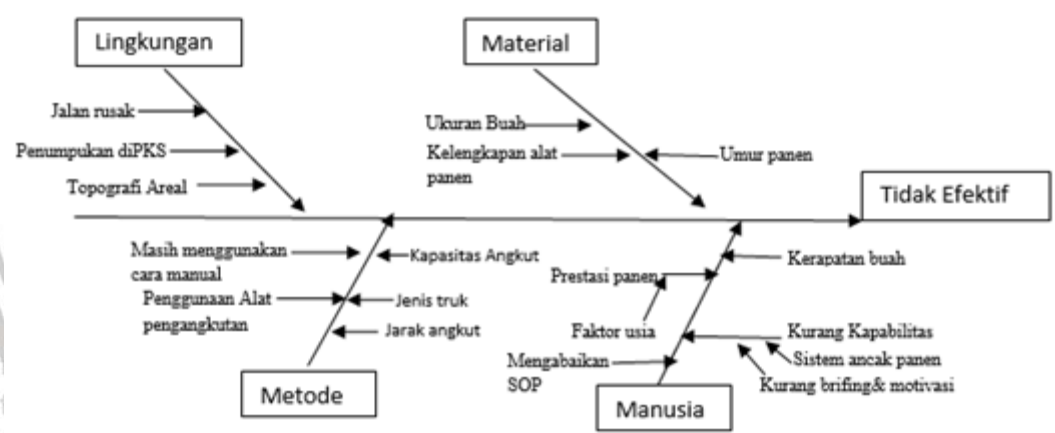 Lingkungan
Material
Jalan rusak
Penumpukan diPKS
Topografi Areal
Ukuran Buah
Kelengkapan alat
panen
Umur panen
Tidak Efektif
Masih menggunakan
cara manual
Kapasitas Angkut
Penggunaan Alat
pengangkutan
Jenis truk
Jarak angkut
Metode
Prestasi panen
Faktor usia
Mengabaikan
SOP
Kerapatan buah
Kurang Kapabilitas
Sistem ancak panen
Kurang brifing& motivasi
Manusia